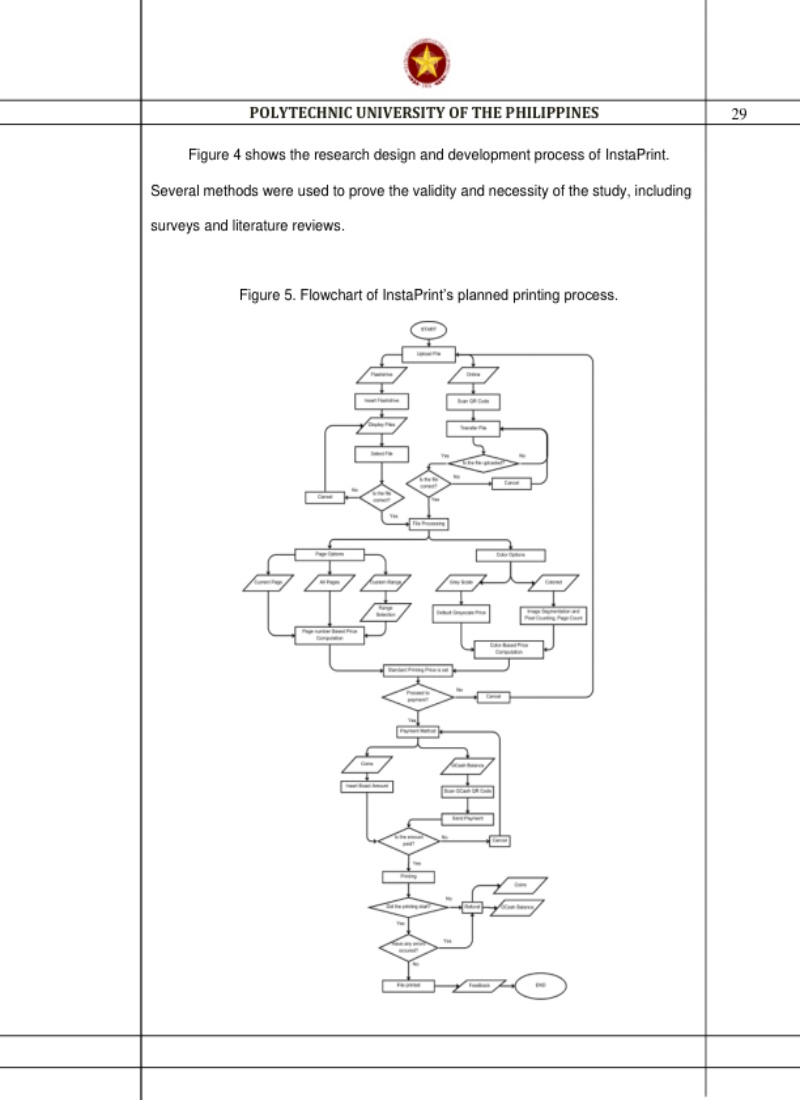 POLYTECHNIC UNIVERSITY OF THE PHILIPPINES
29
Figure 4 shows the research design and development process of InstaPrint.
Several methods were used to prove the validity and necessity of the study, including
surveys and literature reviews.
Figure 5. Flowchart of InstaPrint's planned printing process.
START
Upload File
Flashdrive
Online
Insert Flashdrive
Scan QR Code
Display Files
Transfer File
Select File
Yes
Is the file uploaded?
No
Is the file
correct?
No
Cancel
Yes
Cancel
No
Is the file
correct?
Yes
File Processing
Page Options
Color Options
Current Page
All Pages
Custom Range
Grey Scale
Colored
Range
Selection
Default Greyscale Price
Image Segmentation and
Pixel Counting, Page Count
Page number Based Price
Computation
Color Based Price
Computation
Standard Printing Price is set
Proceed to
payment?
No
Cancel
Yes
Payment Method
Coins
GCash Balance
Insert Exact Amount
Scan GCash QR Code
Send Payment
Is the amount
paid?
No
Cancel
Yes
Printing
Did the printing start?
No
Refund
Coins
GCash Balance
Yes
Have any errors
occured?
Yes
No
File printed
Feedback
END